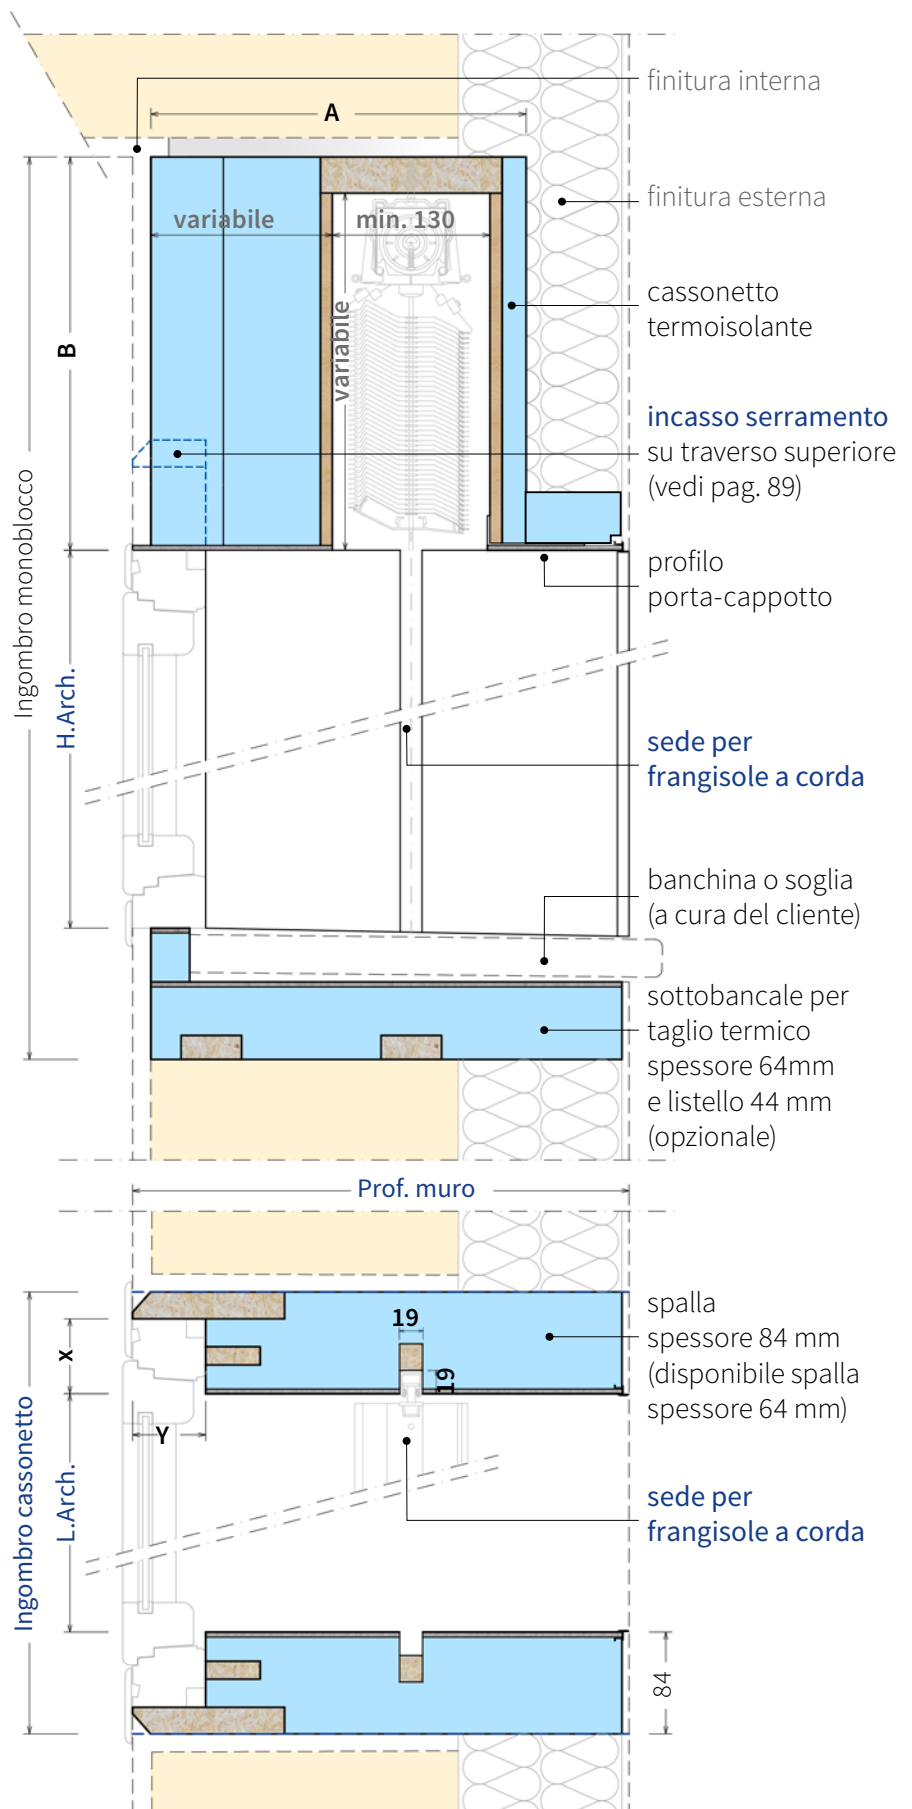 finitura interna
A
finitura esterna
variabile
min. 130
cassonetto
termoisolante
variabile
B
incasso serramento
su traverso superiore
(vedi pag. 89)
Ingombro monoblocco
profilo
porta-cappotto
H.Arch.
sede per
frangisole a corda
banchina o soglia
(a cura del cliente)
sottobancale per
taglio termico
spessore 64mm
e listello 44 mm
(opzionale)
Prof. muro
spalla
spessore 84 mm
(disponibile spalla
spessore 64 mm)
19
19
X
Y
Ingombro cassonetto
L.Arch.
sede per
frangisole a corda
84